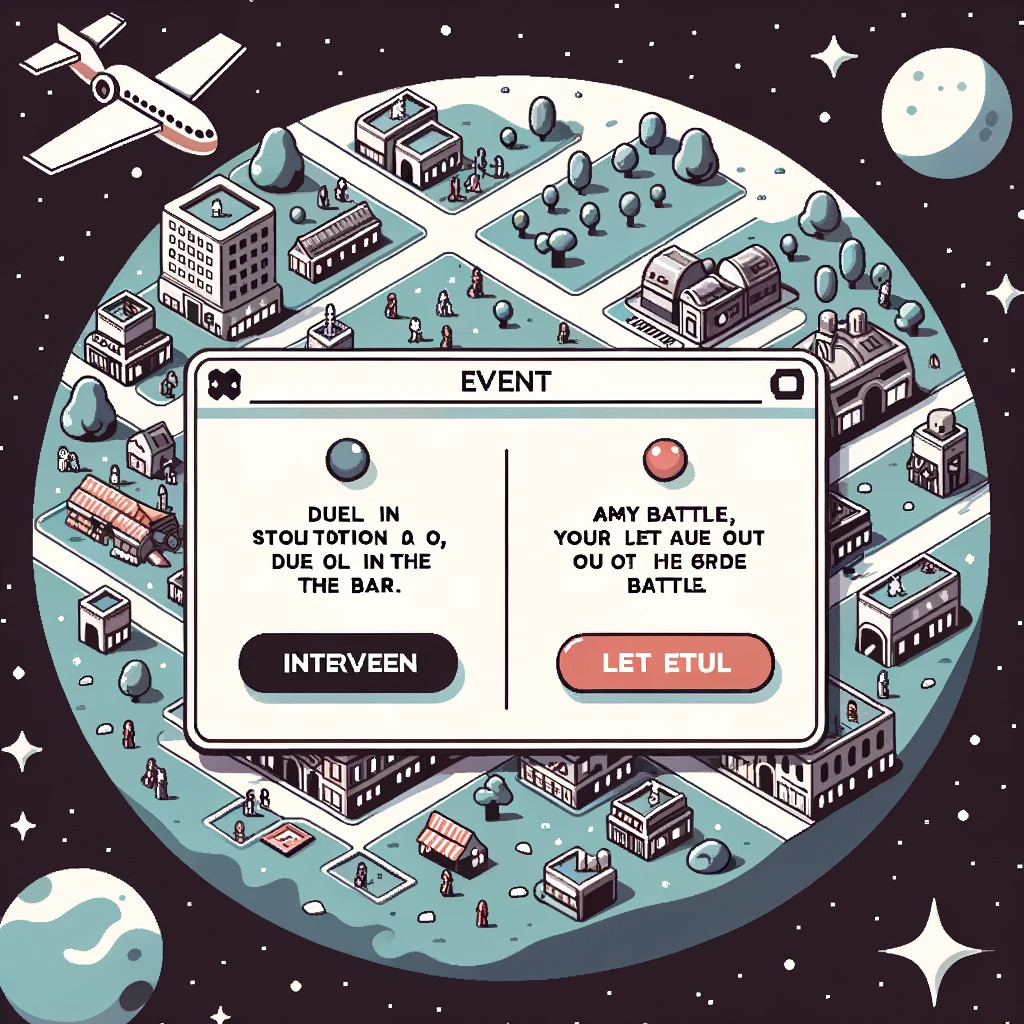 EVENT
DUEL IN
STOUTOTION O O,
DUE OL IN THE
THE BAR.
INTERVEEN
AMY BATTLE,
YOUR LET AUE OUT
OU OT HE GRDE
BATTLE
LET ETUL